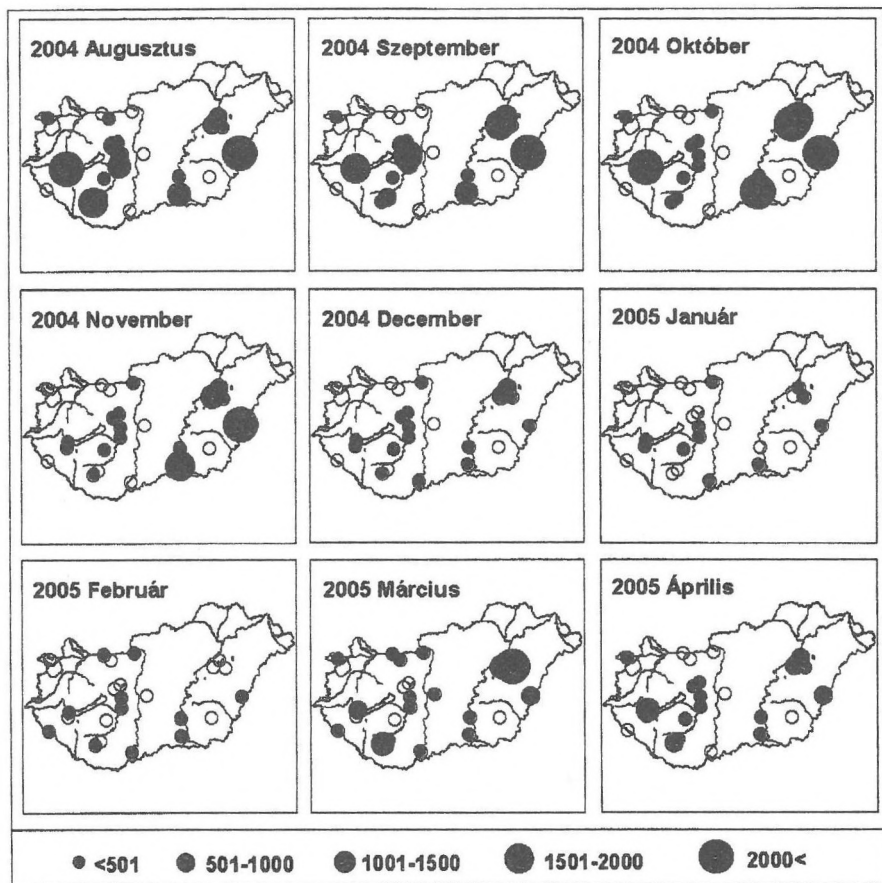 2004 Augusztus
2004 Szeptember
2004 Október
2004 November
2004 December
2005 Január
2005 Február
2005 Március
2005 Április
<501
501-1000
1001-1500
1501-2000
2000<